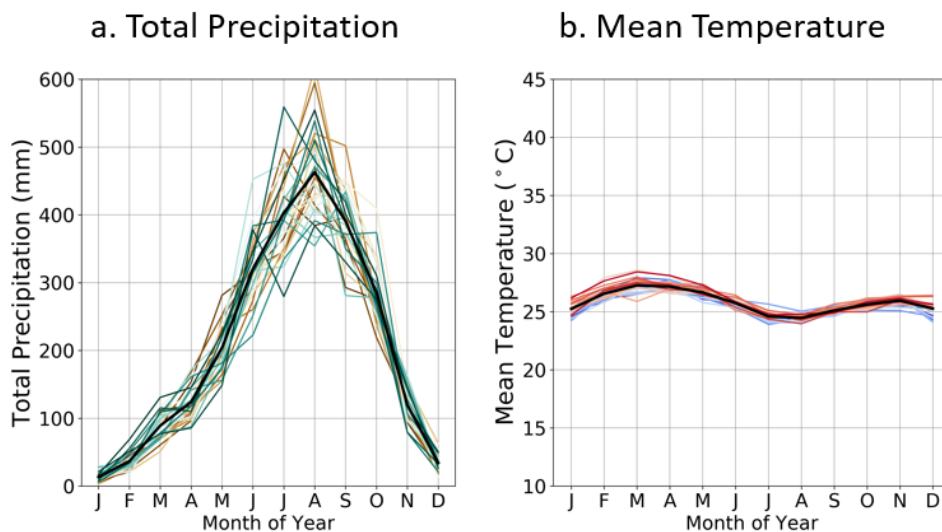 a. Total Precipitation
b. Mean Temperature
Total Precipitation (mm)
600
500
400
300
200
100
0
J F M A M J J A S O N D
Month of Year
Mean Temperature (°C)
45
40
35
30
25
20
15
10
J F M A M J J A S O N D
Month of Year